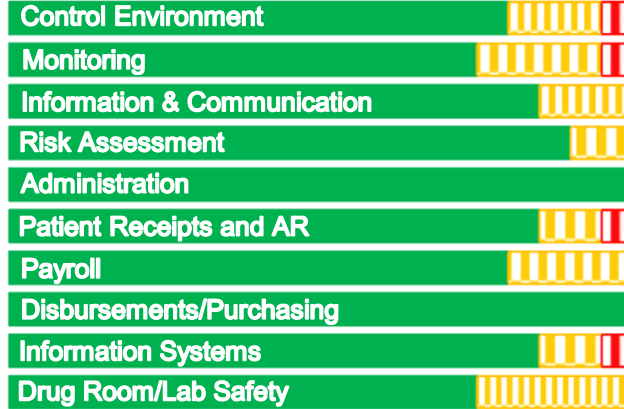 Control Environment
Monitoring
Information & Communication
Risk Assessment
Administration
Patient Receipts and AR
Payroll
Disbursements/Purchasing
Information Systems
Drug Room/Lab Safety